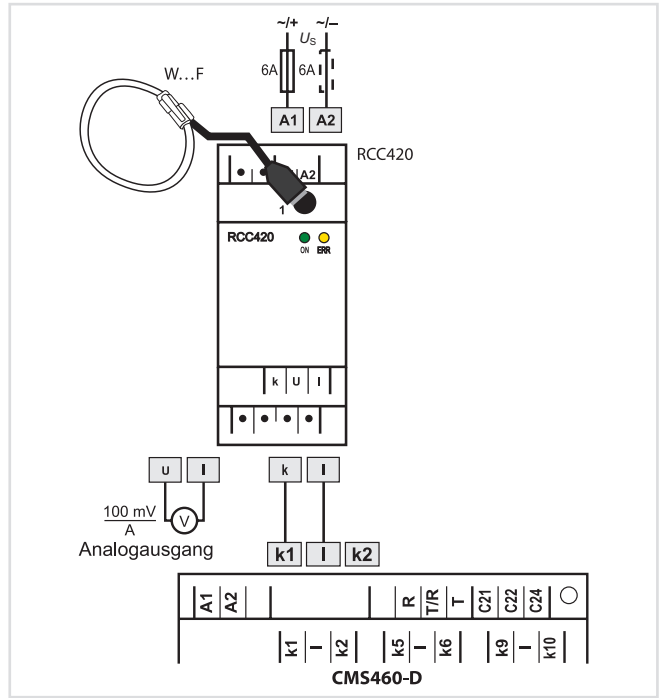 ~/+ ~/–
US
6A 6A
W…F
A1 A2
RCC420
A2
1
RCC420
ON ERR
k U I
U I k I
100 mV
A
V
Analogausgang
k1 I k2
A1 A2 R T/R T C21 C22 C24
k1 I k2 k5 I k6 k9 I k10
CMS460-D